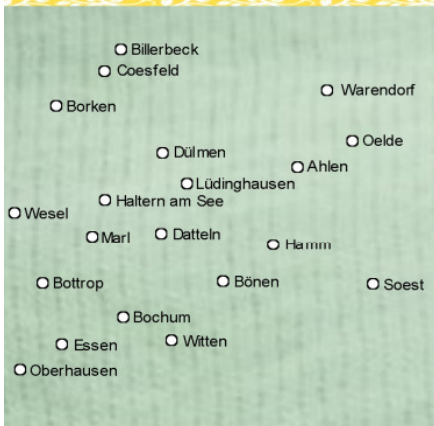 Billerbeck
Coesfeld
Warendorf
Borken
Oelde
Dülmen
Ahlen
Lüdinghausen
Haltern am See
Wesel
Datteln
Marl
Hamm
Bottrop
Bönen
Soest
Bochum
Witten
Essen
Oberhausen